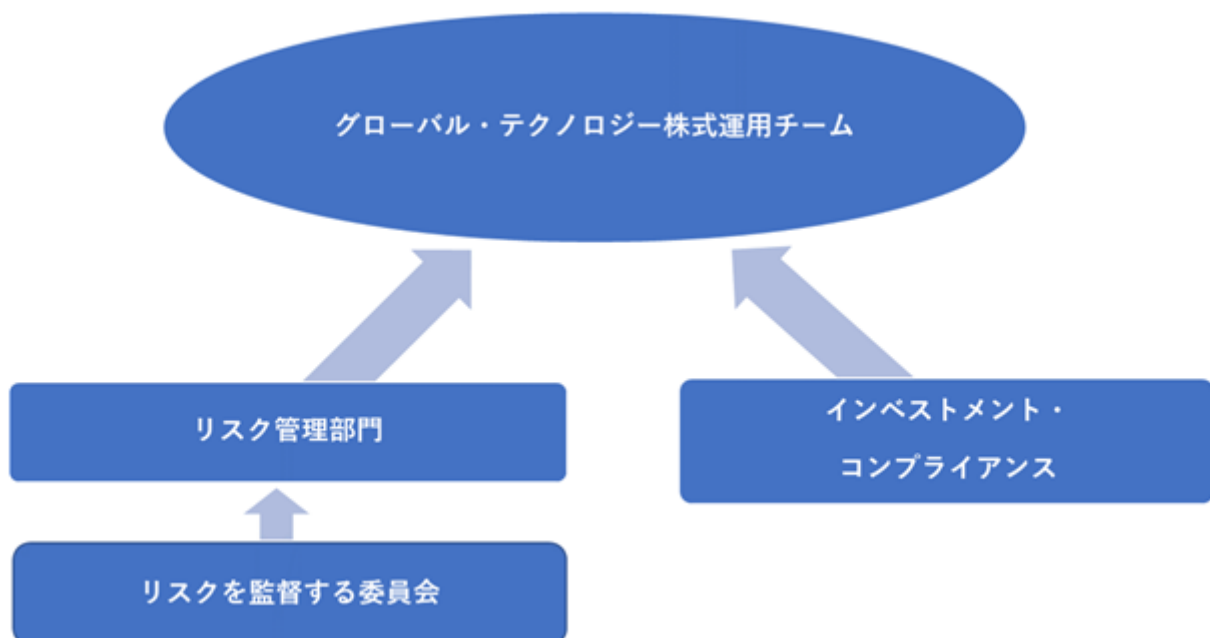 グローバル・テクノロジー株式運用チーム
リスク管理部門
インベストメント・
コンプライアンス
リスクを監督する委員会